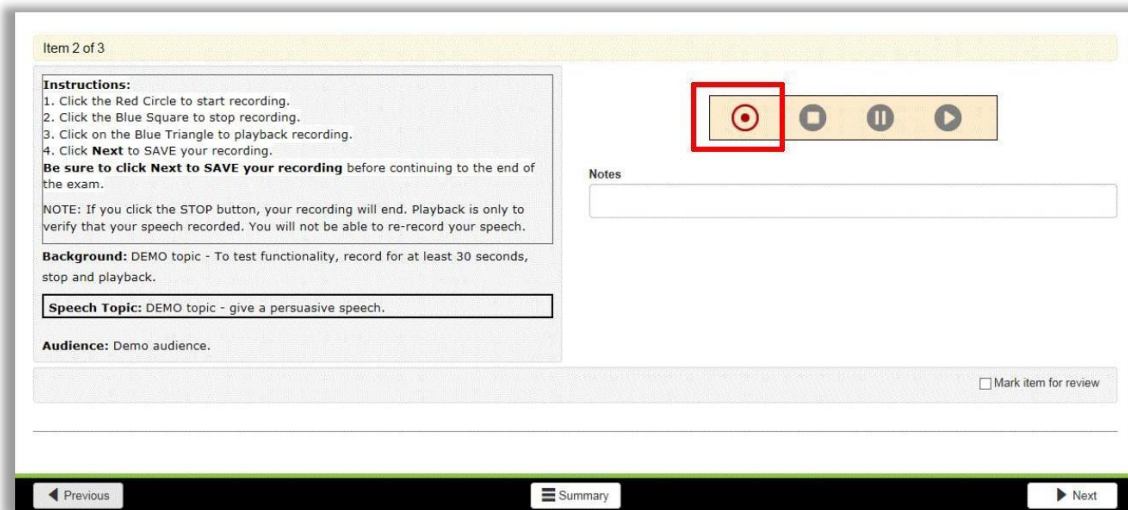 Item 2 of 3
Instructions:
1. Click the Red Circle to start recording.
2. Click the Blue Square to stop recording.
3. Click on the Blue Triangle to playback recording.
4. Click Next to SAVE your recording.
Be sure to click Next to SAVE your recording before continuing to the end of
the exam.
NOTE: If you click the STOP button, your recording will end. Playback is only to
verify that your speech recorded. You will not be able to re-record your speech.
Background: DEMO topic - To test functionality, record for at least 30 seconds,
stop and playback.
Speech Topic: DEMO topic - give a persuasive speech.
Audience: Demo audience.
Notes
Mark item for review
Previous
Summary
Next